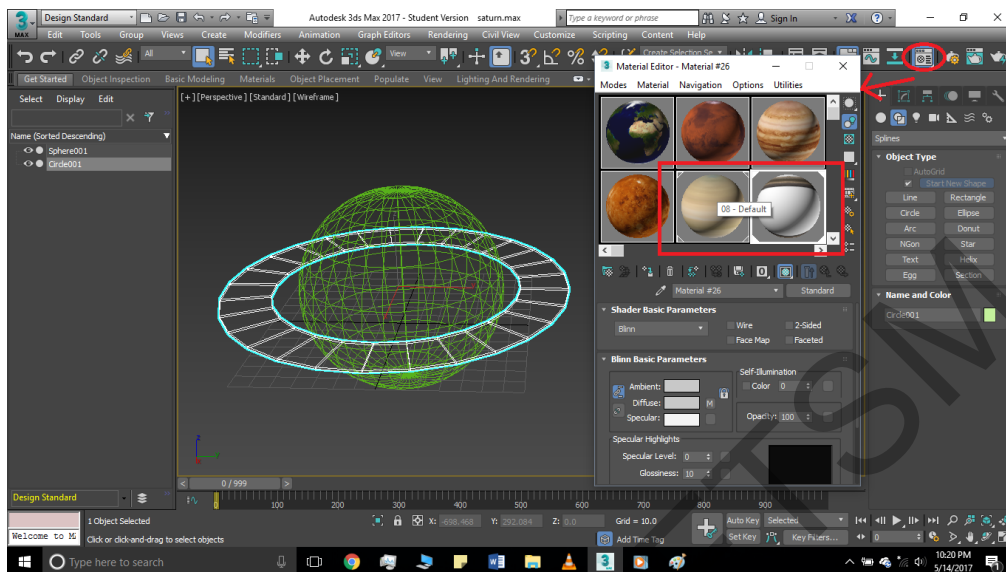 3 Design Standard Autodesk 3ds Max 2017 - Student Version saturn.max Type a keyword or phrase Sign In
MAX Edit Tools Group Views Create Modifiers Animation Graph Editors Rendering Civil View Customize Scripting Content Help
All View Create Selection Se
Get Started Object Inspection Basic Modeling Materials Object Placement Populate View Lighting And Rendering
Select Display Edit
Name (Sorted Descending)
Sphere001
Circle001
[+] [Perspective] [Standard] [Wireframe]
3 Material Editor - Material #26
Modes Material Navigation Options Utilities
08 - Default
Material #26 Standard
Shader Basic Parameters
Blinn Wire 2-Sided
Face Map Faceted
Blinn Basic Parameters
Self-Illumination
Ambient: Color 0
Diffuse: M
Specular: Opacity: 100
Specular Highlights
Specular Level: 0
Glossiness: 10
Splines
Object Type
AutoGrid
Start New Shape
Line Rectangle
Circle Ellipse
Arc Donut
NGon Star
Text Helix
Egg Section
Name and Color
Circle001
z
< 0 / 999 >
Design Standard
0 100 200 300 400 500 600 700 800 900
1 Object Selected X: -698.468 Y: 292.084 Z: 0.0 Grid = 10.0 Auto Key Selected
Welcome to M Click or click-and-drag to select objects Add Time Tag Set Key Key Filters... 0
Type here to search
10:20 PM
5/14/2017
TSM